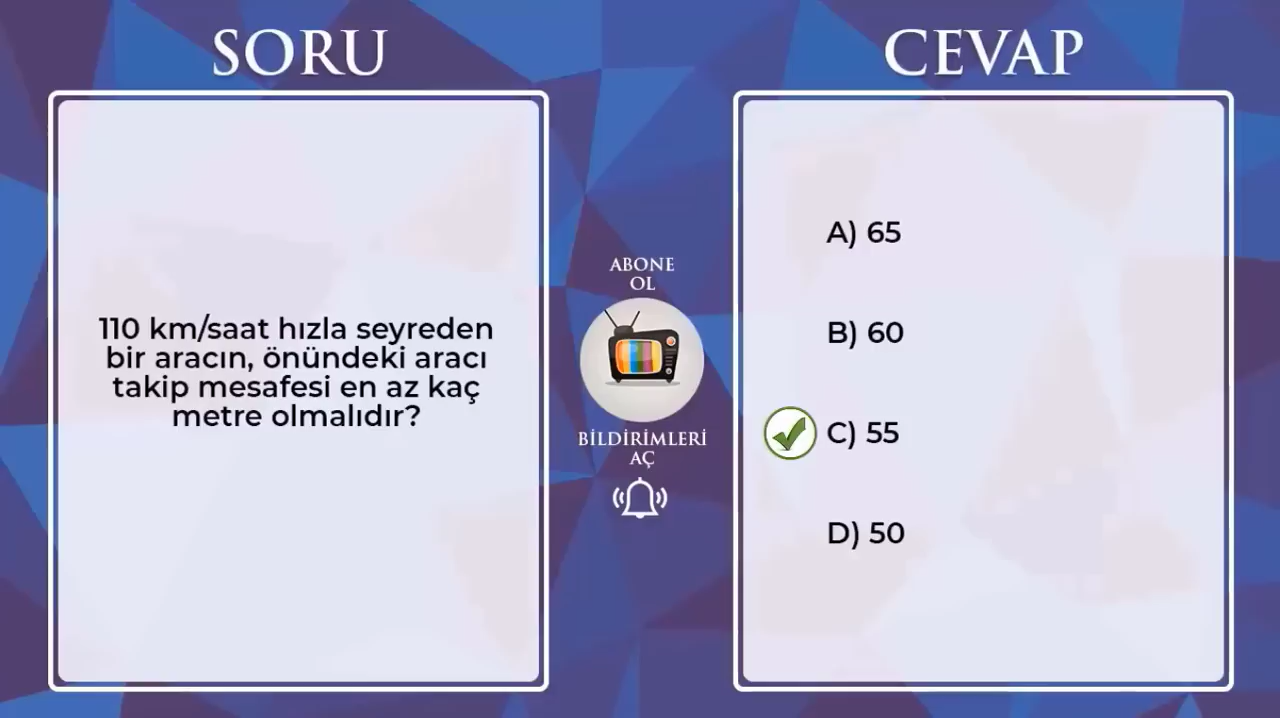 SORU
110 km/saat hızla seyreden
bir aracın, önündeki aracı
takip mesafesi en az kaç
metre olmalıdır?
ABONE
OL
BİLDİRİMLERİ
AÇ
CEVAP
A) 65
B) 60
C) 55
D) 50